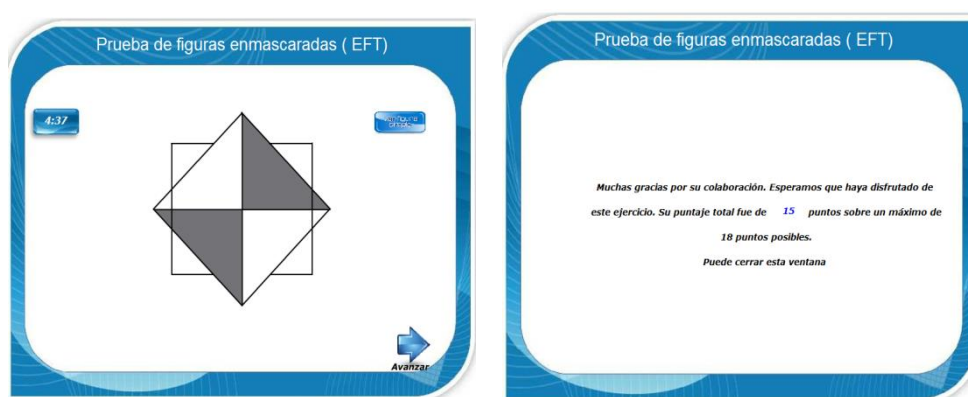 Prueba de figuras enmascaradas ( EFT)
4:37
Avanzar
Prueba de figuras enmascaradas ( EFT)
Muchas gracias por su colaboración. Esperamos que haya disfrutado de
este ejercicio. Su puntaje total fue de 15 puntos sobre un máximo de
18 puntos posibles.
Puede cerrar esta ventana